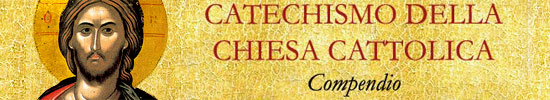 CATECHISMO DELLA
CHIESA CATTOLICA
Compendio